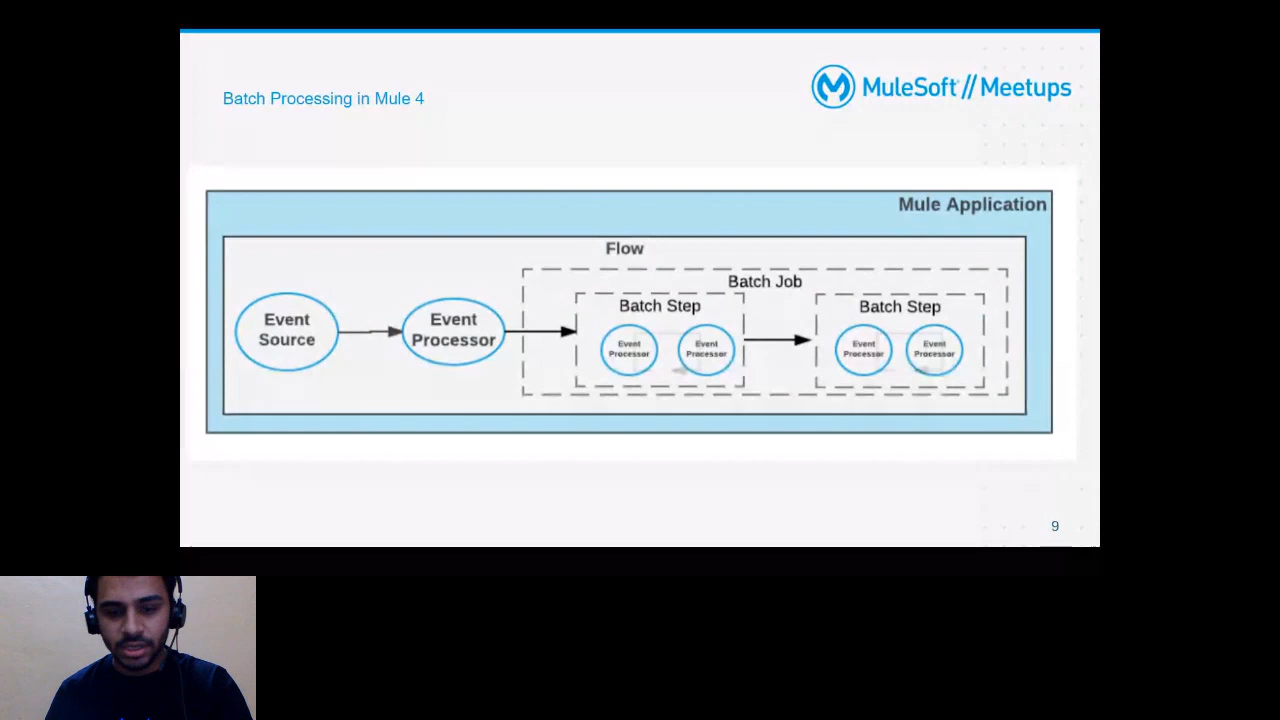 Batch Processing in Mule 4
MuleSoft // Meetups
Mule Application
Flow
Batch Job
Batch Step
Batch Step
Event
Source
Event
Processor
Event
Processor
Event
Processor
Event
Processor
Event
Processor
9